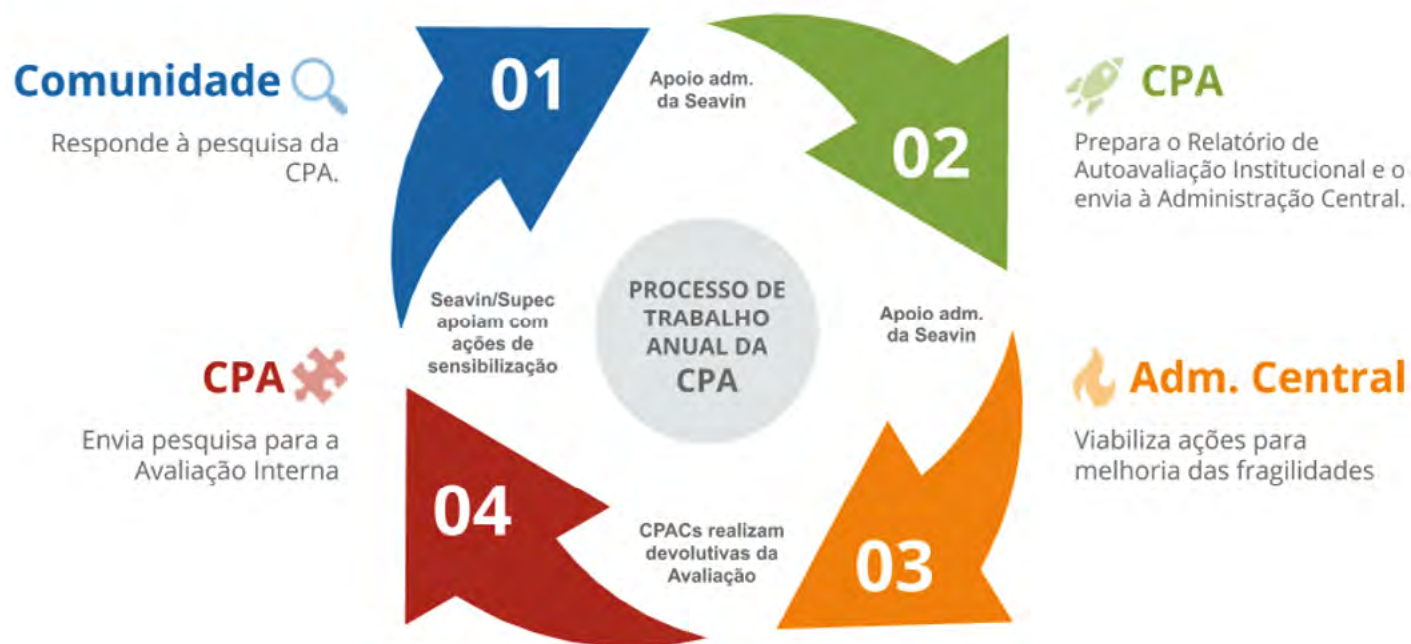 Comunidade
Responde à pesquisa da
CPA.
01
Apoio adm.
da Seavin
02
CPA
Prepara o Relatório de
Autoavaliação Institucional e o
envia à Administração Central.
Seavin/Supec
apoiam com
ações de
sensibilização
PROCESSO DE
TRABALHO
ANUAL DA
CPA
Apoio adm.
da Seavin
CPA
Envia pesquisa para a
Avaliação Interna
04
CPACs realizam
devolutivas da
Avaliação
03
Adm. Central
Viabiliza ações para
melhoria das fragilidades